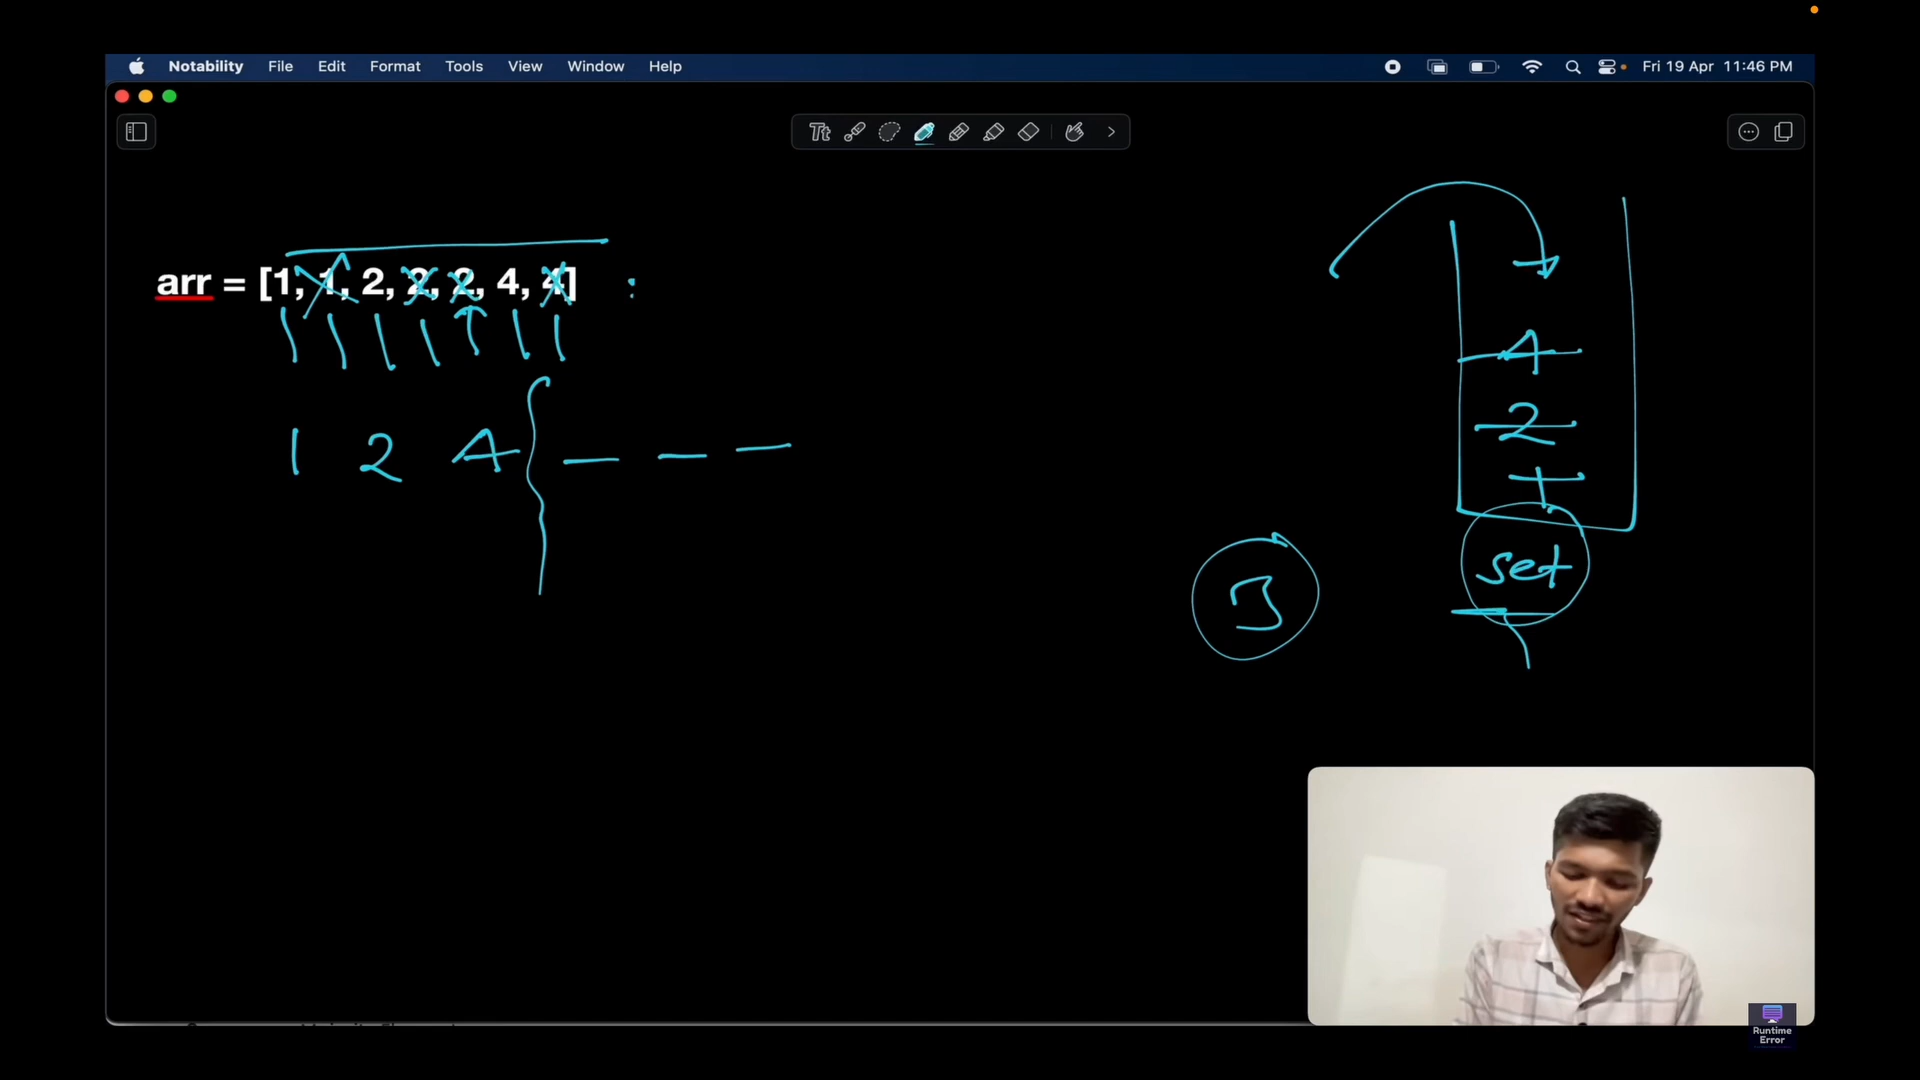 Notability File Edit Format Tools View Window Help Fri 19 Apr 11:46 PM
Tt
arr = [1, 1, 2, 2, 2, 4, 4] :
1 2 4 { _ _ _
4
2
1
set
3
Runtime
Error